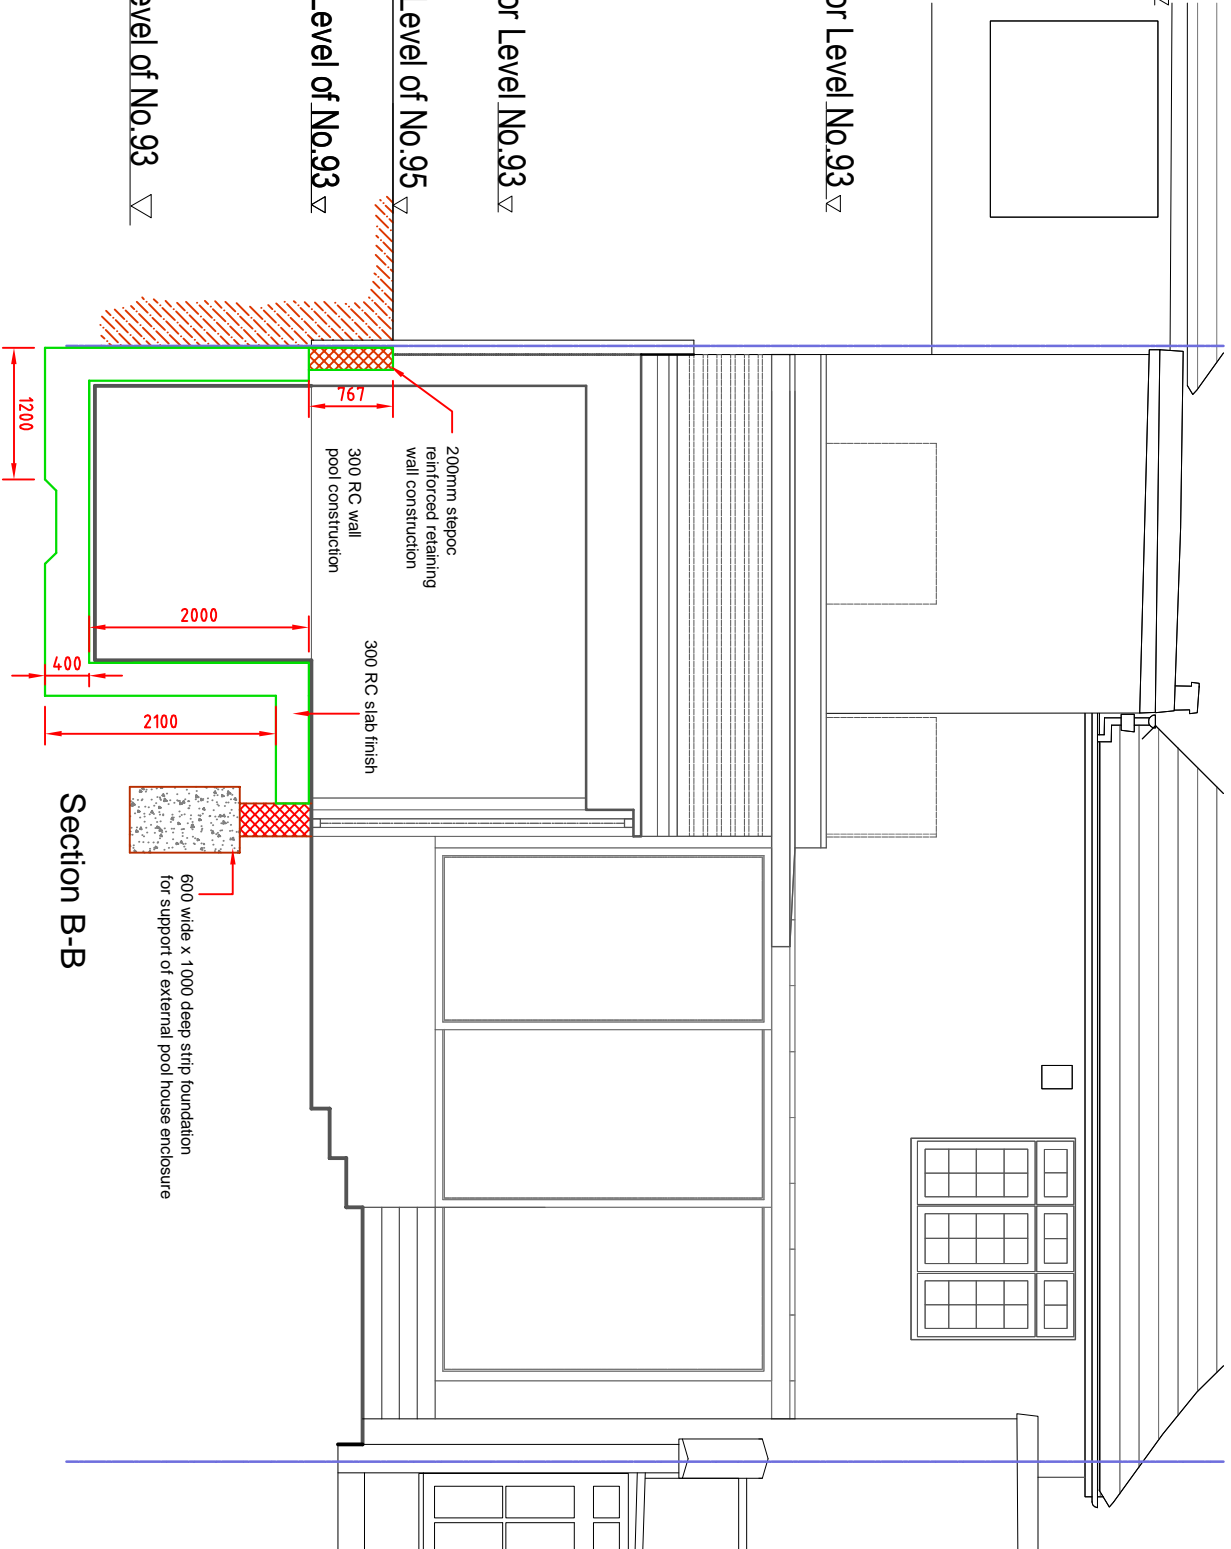 or Level No.93
or Level No.93
Level of No.95
Level of No.93
evel of No.93
200mm stepoc
reinforced retaining
wall construction
767
300 RC wall
pool construction
1200
300 RC slab finish
2000
400
2100
600 wide x 1000 deep strip foundation
for support of external pool house enclosure
Section B-B